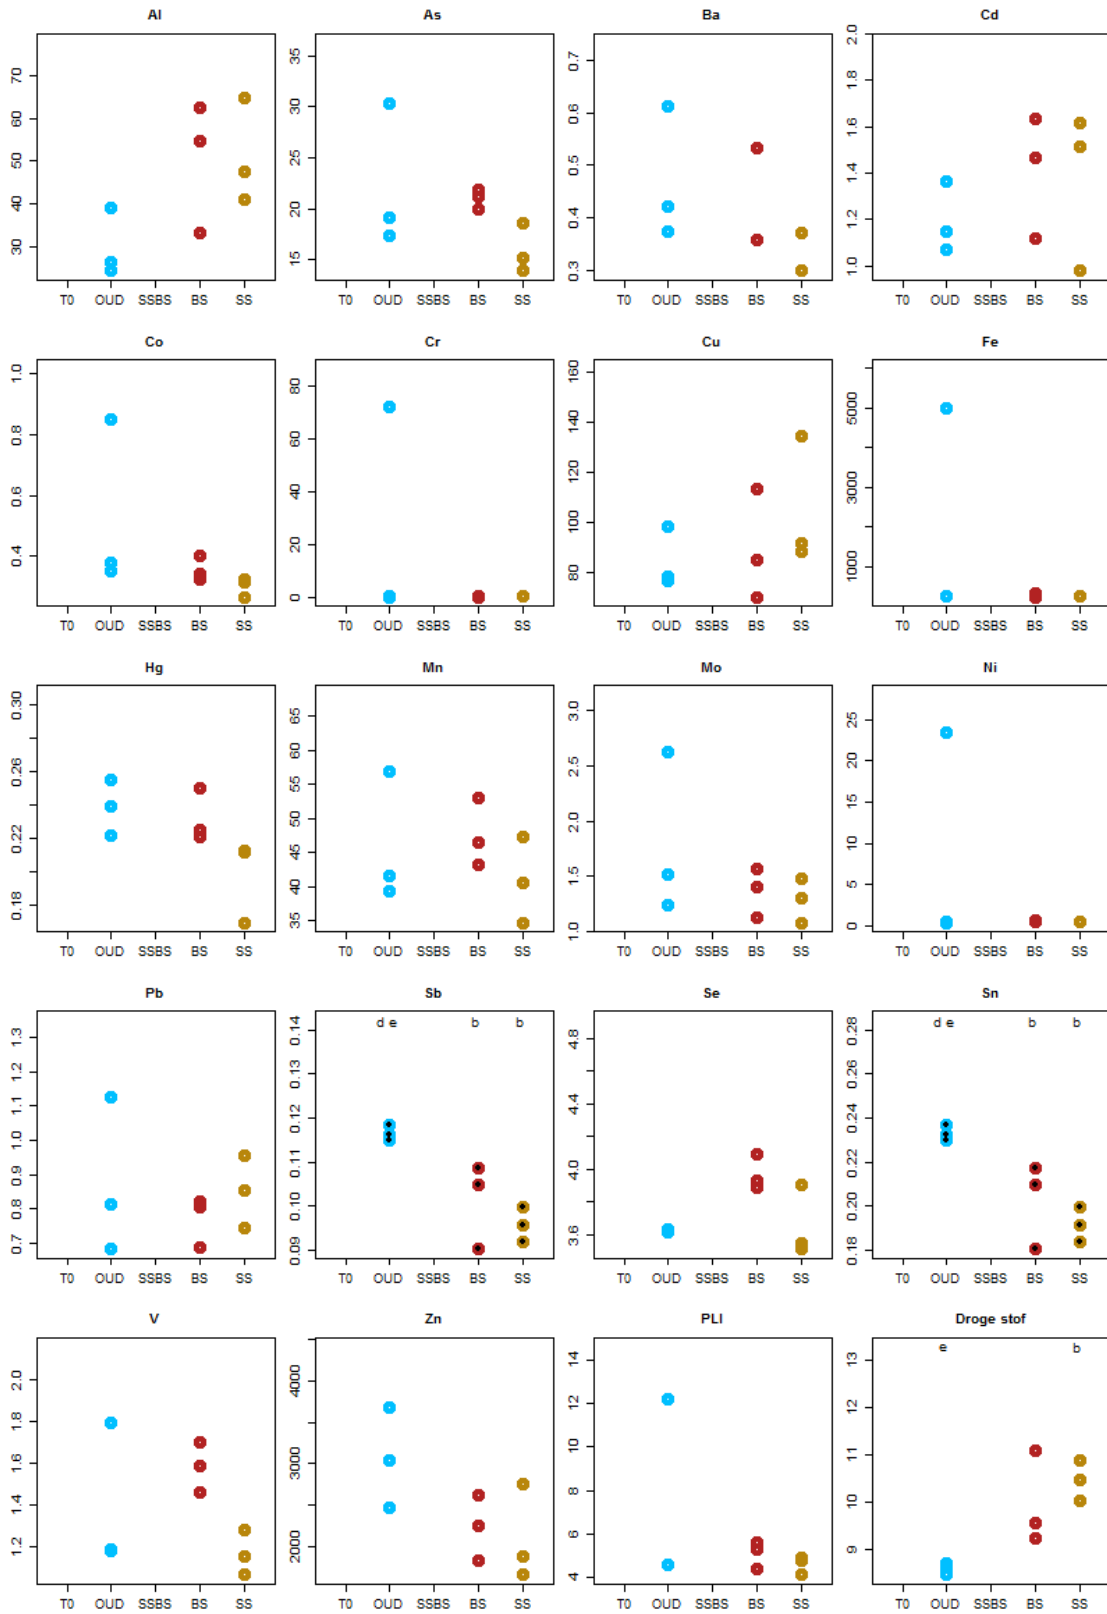 Al As Ba Cd
30 40 50 60 70
15 20 25 30 35
0.3 0.4 0.5 0.6 0.7
1.0 1.2 1.4 1.6 1.8 2.0
T0 OUD SSBS BS SS T0 OUD SSBS BS SS T0 OUD SSBS BS SS T0 OUD SSBS BS SS
Co Cr Cu Fe
0.4 0.6 0.8 1.0
0 20 40 60 80
80 100 120 140 160
1000 3000 5000
T0 OUD SSBS BS SS T0 OUD SSBS BS SS T0 OUD SSBS BS SS T0 OUD SSBS BS SS
Hg Mn Mo Ni
0.18 0.22 0.26 0.30
35 40 45 50 55 60 65
1.0 1.5 2.0 2.5 3.0
0 5 10 15 20 25
T0 OUD SSBS BS SS T0 OUD SSBS BS SS T0 OUD SSBS BS SS T0 OUD SSBS BS SS
Pb Sb Se Sn
0.7 0.8 0.9 1.0 1.1 1.2 1.3
0.09 0.10 0.11 0.12 0.13 0.14
d e b b
3.6 4.0 4.4 4.8
0.18 0.20 0.22 0.24 0.26 0.28
d e b b
T0 OUD SSBS BS SS T0 OUD SSBS BS SS T0 OUD SSBS BS SS T0 OUD SSBS BS SS
V Zn PLI Droge stof
1.2 1.4 1.6 1.8 2.0
2000 3000 4000
4 6 8 10 12 14
9 10 11 12 13
e b
T0 OUD SSBS BS SS T0 OUD SSBS BS SS T0 OUD SSBS BS SS T0 OUD SSBS BS SS